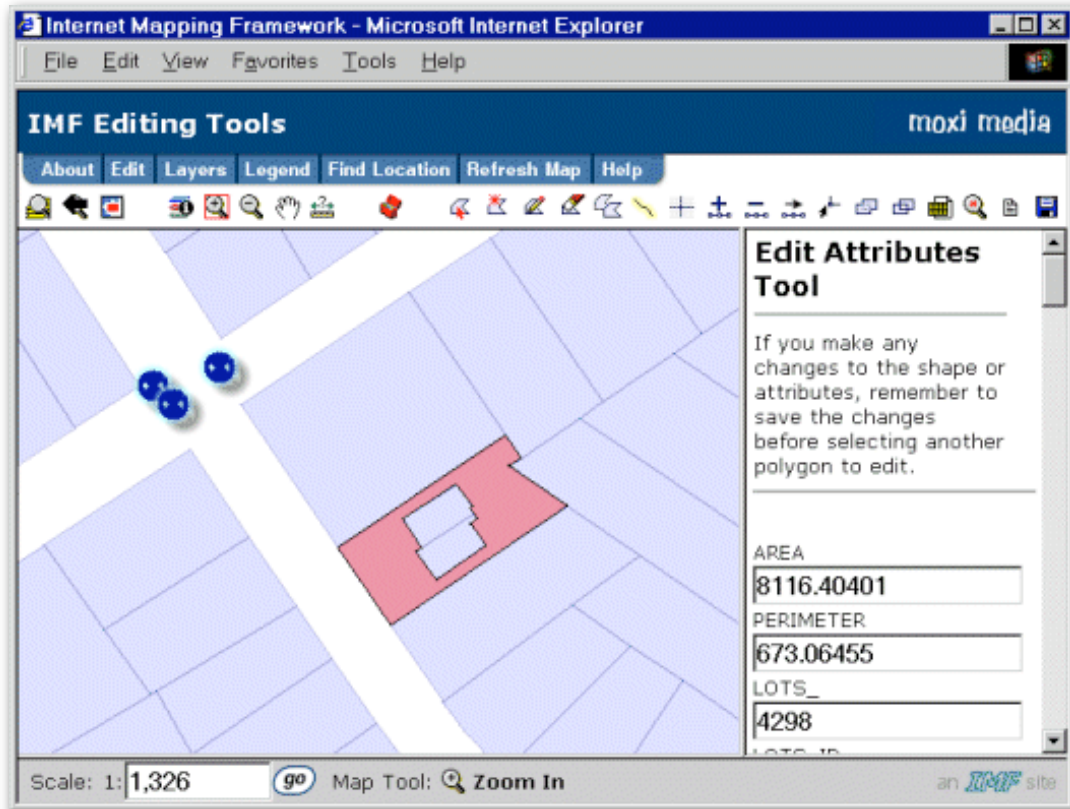 Internet Mapping Framework - Microsoft Internet Explorer
File Edit View Favorites Tools Help
IMF Editing Tools
moxi media
About Edit Layers Legend Find Location Refresh Map Help
Edit Attributes
Tool
If you make any
changes to the shape or
attributes, remember to
save the changes
before selecting another
polygon to edit.
AREA
8116.40401
PERIMETER
673.06455
LOTS_
4298
LOTS_ID
Scale: 1: 1,326 go Map Tool: Zoom In
an IMF site